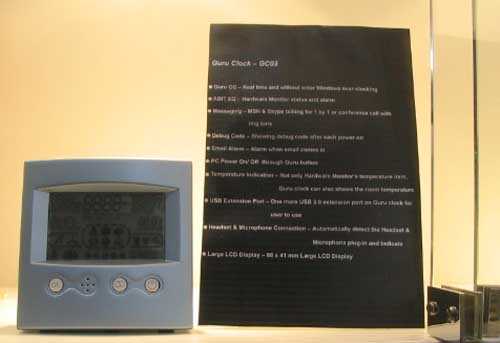 Guru Clock – GC03
Guru OC – Real time and without enter Windows over clocking
ABIT EQ – Hardware Monitor status and alarm
Messaging – MSN & Skype talking for 1 by 1 or conference call with
ring tone
Debug Code – Showing debug code after each power on
Email Alarm – Alarm when email comes in
PC Power On/ Off through Guru button
Temperature Indication – Not only Hardware Monitor's temperature item,
Guru clock can also shows the room temperature
USB Extension Port – One more USB 2.0 extension port on Guru clock for
user to use
Headset & Microphone Connection – Automatically detect the Headset &
Microphone plug-in and indicate
Large LCD Display – 80 x 41 mm Large LCD Display